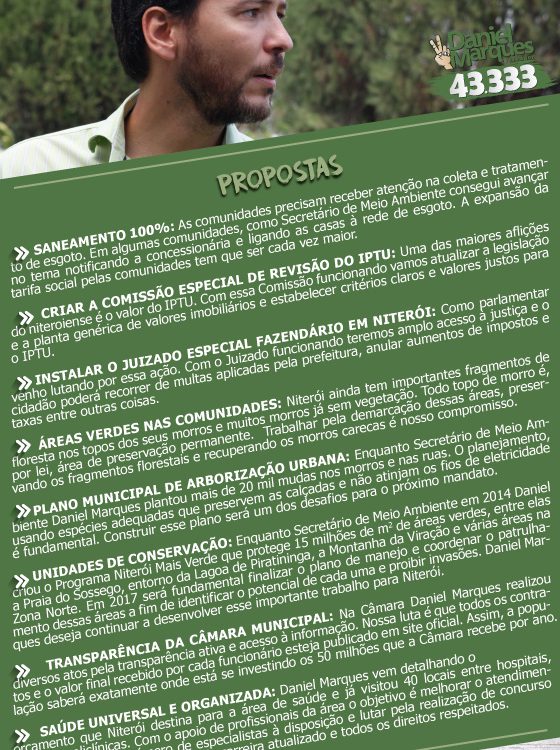 Daniel
Marques
43.333
PROPOSTAS
SANEAMENTO 100%: As comunidades precisam receber atenção na coleta e tratamen-
to de esgoto. Em algumas comunidades, como Secretário de Meio Ambiente consegui avançar
no tema notificando a concessionária e ligando as casas à rede de esgoto. A expansão da
tarifa social pelas comunidades tem que ser cada vez maior.
CRIAR A COMISSÃO ESPECIAL DE REVISÃO DO IPTU: Uma das maiores aflições
do niteroiense é o valor do IPTU. Com essa Comissão funcionando vamos atualizar a legislação
e a planta genérica de valores imobiliários e estabelecer critérios claros e valores justos para
o IPTU.
INSTALAR O JUIZADO ESPECIAL FAZENDÁRIO EM NITERÓI: Como parlamentar
venho lutando por essa ação. Com o Juizado funcionando teremos amplo acesso à justiça e o
cidadão poderá recorrer de multas aplicadas pela prefeitura, anular aumentos de impostos e
taxas entre outras coisas.
ÁREAS VERDES NAS COMUNIDADES: Niterói ainda tem importantes fragmentos de
floresta nos topos dos seus morros e muitos morros já sem vegetação. Todo topo de morro é,
por lei, área de preservação permanente. Trabalhar pela demarcação dessas áreas, preser-
vando os fragmentos florestais e recuperando os morros carecas é nosso compromisso.
PLANO MUNICIPAL DE ARBORIZAÇÃO URBANA: Enquanto Secretário de Meio Am-
biente Daniel Marques plantou mais de 20 mil mudas nos morros e nas ruas. O planejamento,
usando espécies adequadas que preservem as calçadas e não atinjam os fios de eletricidade
é fundamental. Construir esse plano será um dos desafios para o próximo mandato.
UNIDADES DE CONSERVAÇÃO: Enquanto Secretário de Meio Ambiente em 2014 Daniel
criou o Programa Niterói Mais Verde que protege 15 milhões de m² de áreas verdes, entre elas
a Praia do Sossego, entorno da Lagoa de Piratininga, a Montanha da Viração e várias áreas na
Zona Norte. Em 2017 será fundamental finalizar o plano de manejo e coordenar o patrulha-
mento dessas áreas a fim de identificar o potencial de cada uma e proibir invasões. Daniel Mar-
ques deseja continuar a desenvolver esse importante trabalho para Niterói.
TRANSPARÊNCIA DA CÂMARA MUNICIPAL: Na Câmara Daniel Marques realizou
diversos atos pela transparência ativa e acesso à informação. Nossa luta é que todos os contra-
tos e o valor final recebido por cada funcionário esteja publicado em site oficial. Assim, a popu-
lação saberá exatamente onde está se investindo os 50 milhões que a Câmara recebe por ano.
SAÚDE UNIVERSAL E ORGANIZADA: Daniel Marques vem detalhando o
orçamento que Niterói destina para a área de saúde e já visitou 40 locais entre hospitais,
policlínicas. Com o apoio de profissionais da área o objetivo é melhorar o atendimen-
de especialistas à disposição e lutar pela realização de concurso
atualizado e todos os direitos respeitados.